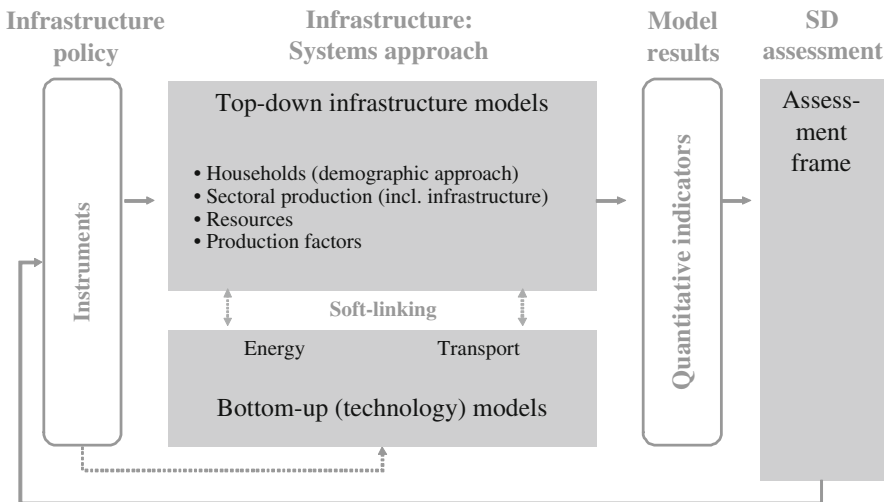 Infrastructure
policy
Infrastructure:
Systems approach
Model
results
SD
assessment
Instruments
Top-down infrastructure models
• Households (demographic approach)
• Sectoral production (incl. infrastructure)
• Resources
• Production factors
Soft-linking
Energy
Transport
Bottom-up (technology) models
Quantitative indicators
Assess-
ment
frame